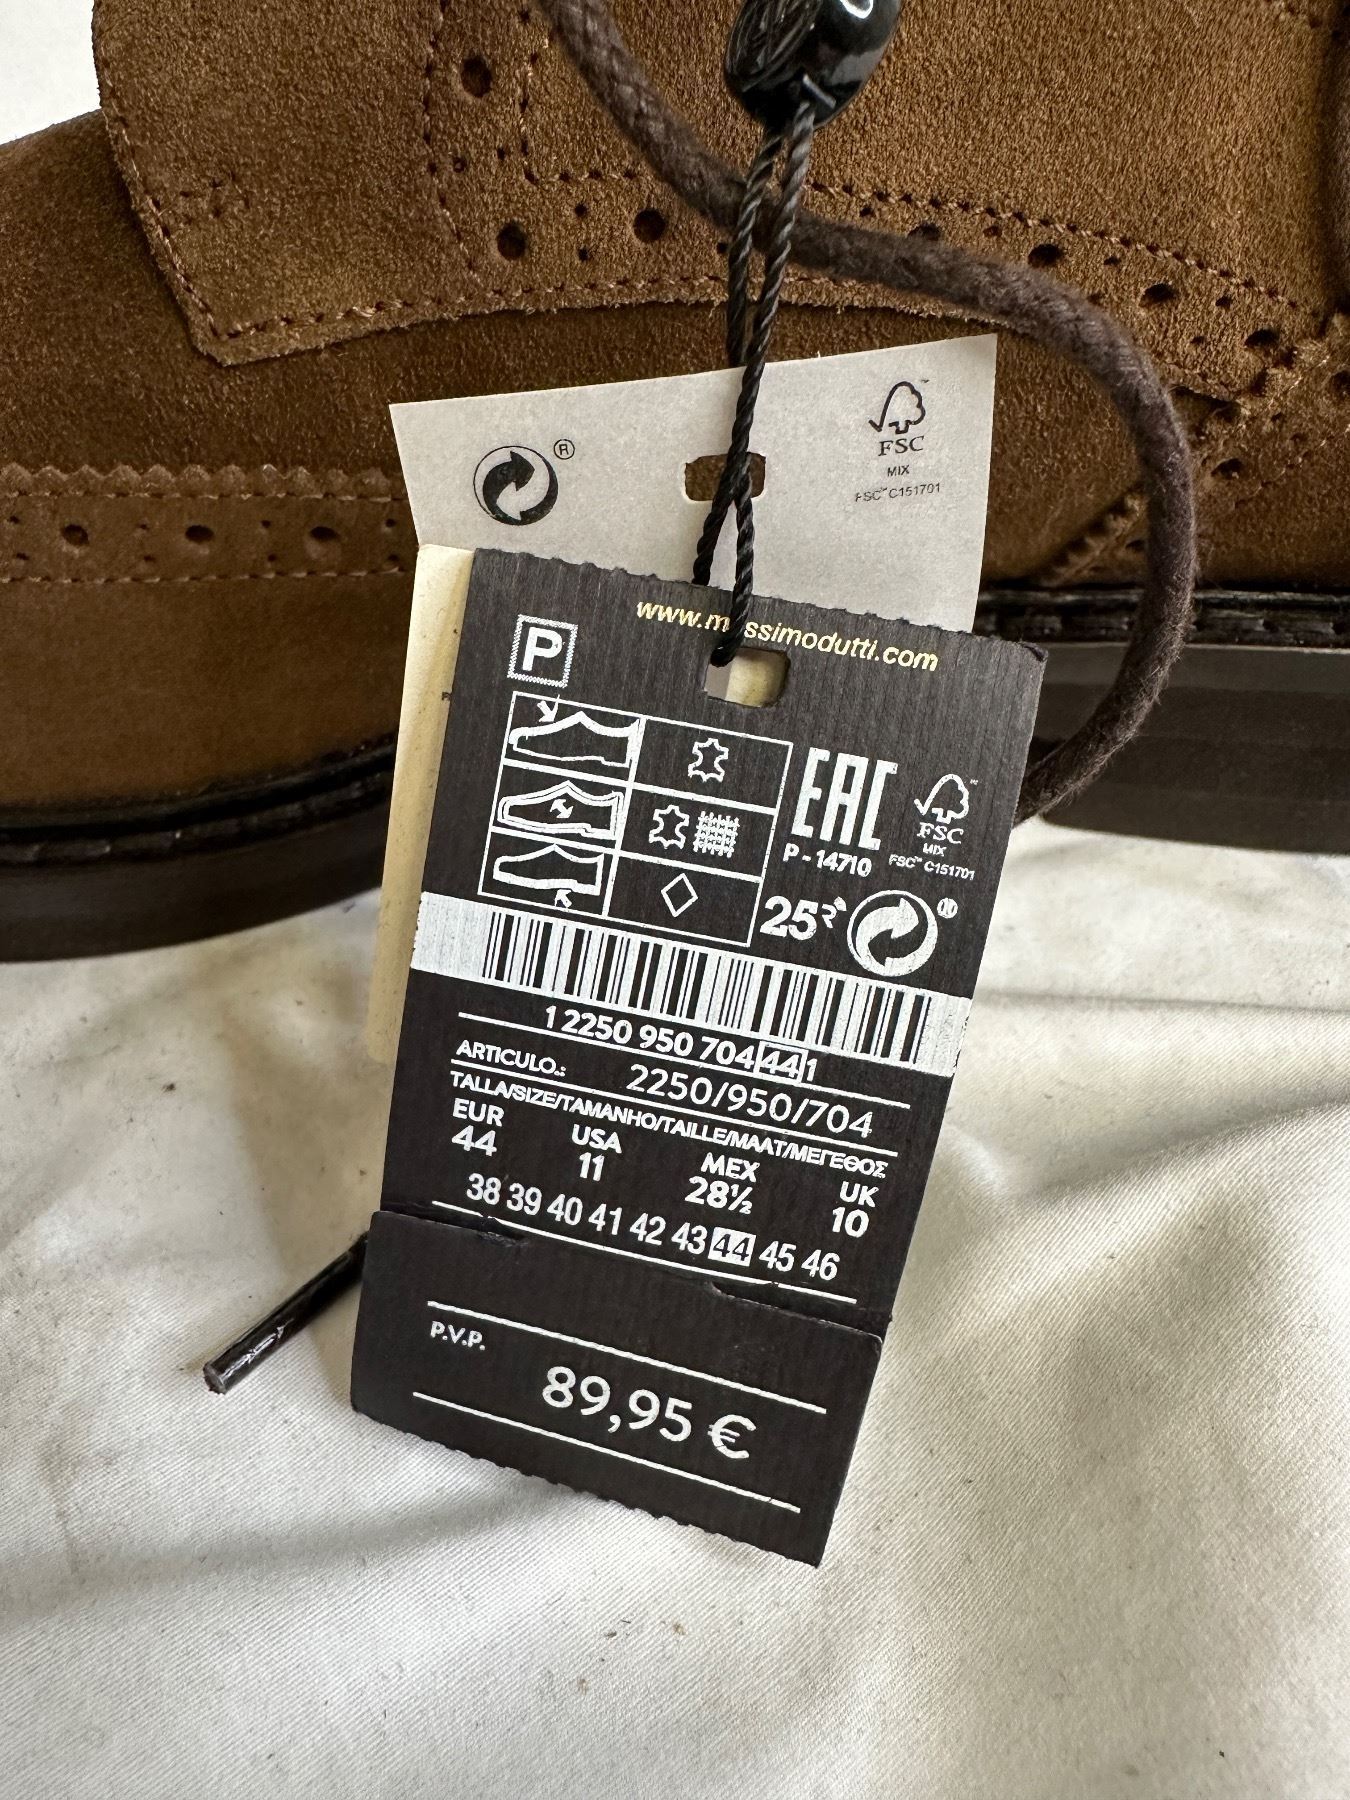 ®
FSC
MIX
FSC™ C151701
www.massimodutti.com
P
EAC
P - 14710
FSC
MIX
FSC™ C151701
25
®
1 2250 950 704 44 1
ARTICULO.: 2250/950/704
TALLA/SIZE/TAMANHO/TAILLE/MAAT/ΜΕΓΕΘΟΣ
EUR USA MEX UK
44 11 28½ 10
38 39 40 41 42 43 44 45 46
P.V.P.
89,95 €